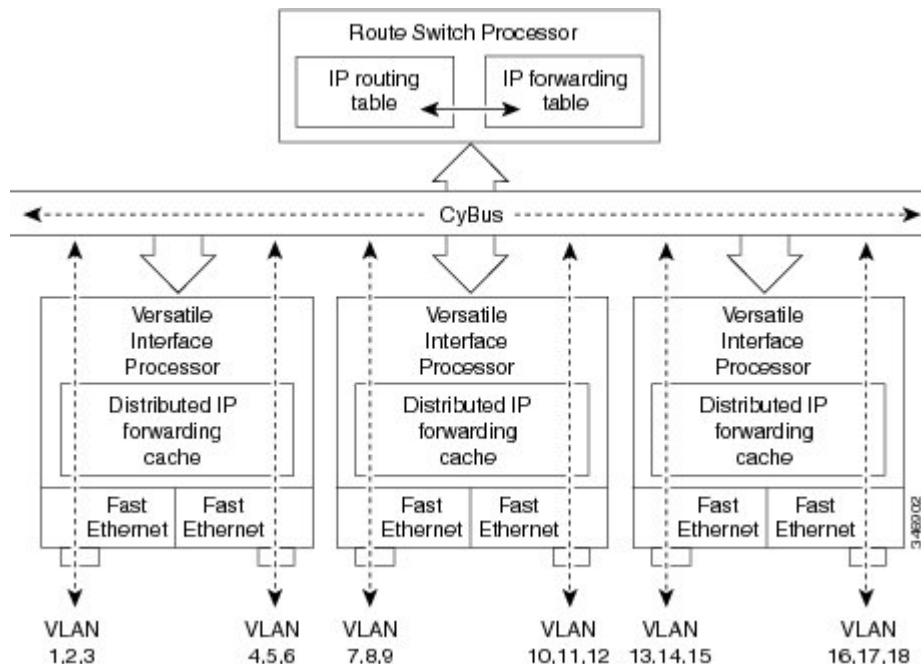 Route Switch Processor
IP routing
table
IP forwarding
table
CyBus
Versatile
Interface
Processor
Distributed IP
forwarding
cache
Fast
Ethernet
Fast
Ethernet
Versatile
Interface
Processor
Distributed IP
forwarding
cache
Fast
Ethernet
Fast
Ethernet
Versatile
Interface
Processor
Distributed IP
forwarding
cache
Fast
Ethernet
Fast
Ethernet
346902
VLAN
1,2,3
VLAN
4,5,6
VLAN
7,8,9
VLAN
10,11,12
VLAN
13,14,15
VLAN
16,17,18